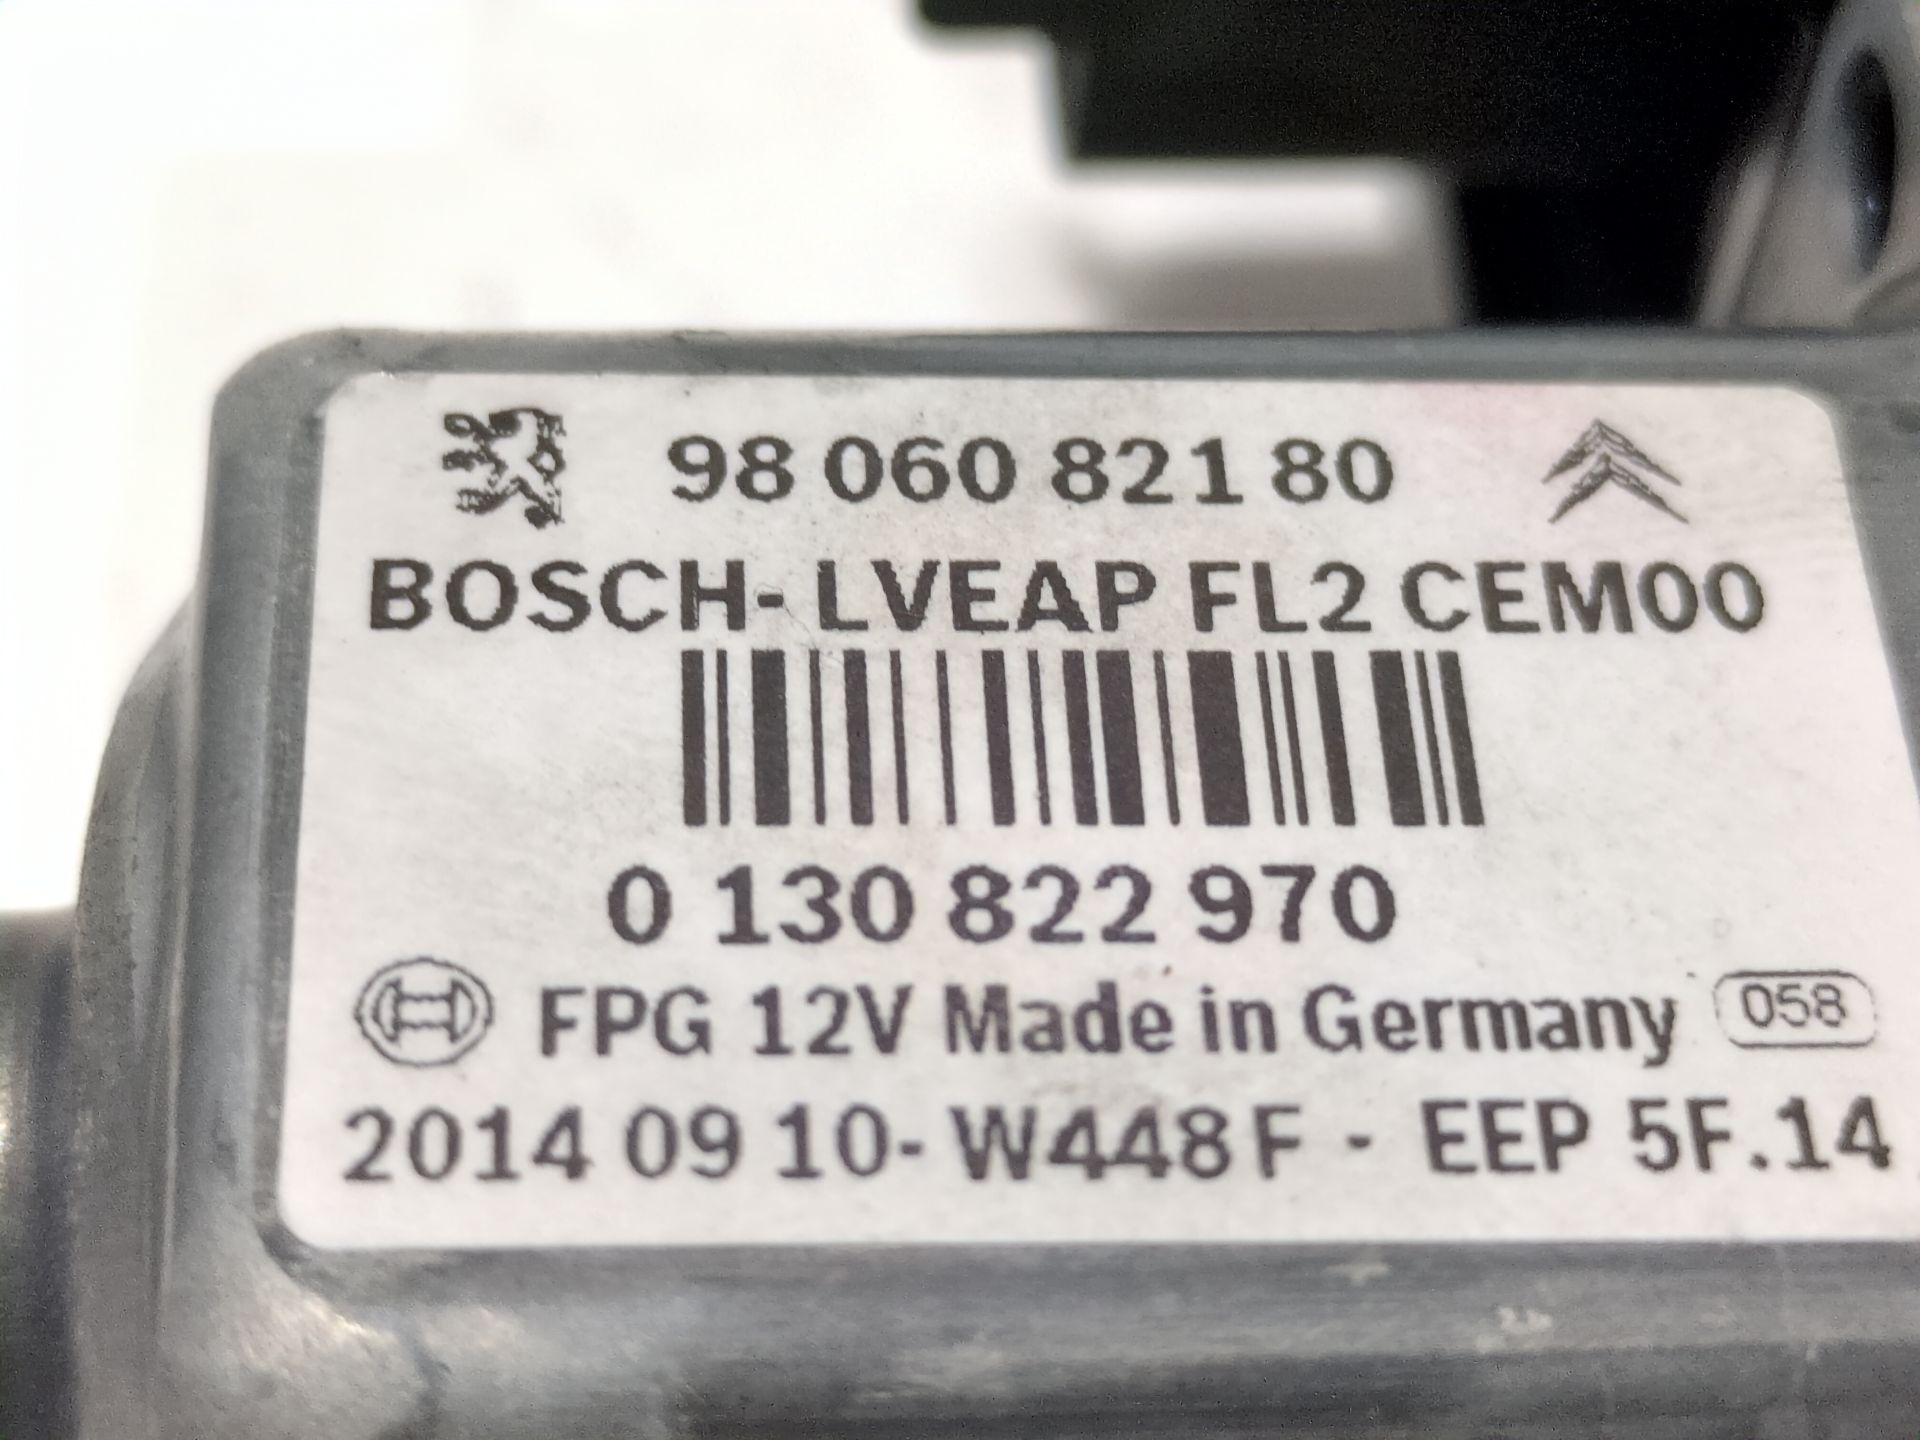 98 060 821 80
BOSCH-LVEAP FL2 CEM00
0 130 822 970
FPG 12V Made in Germany 058
2014 09 10-W448F - EEP 5F.14